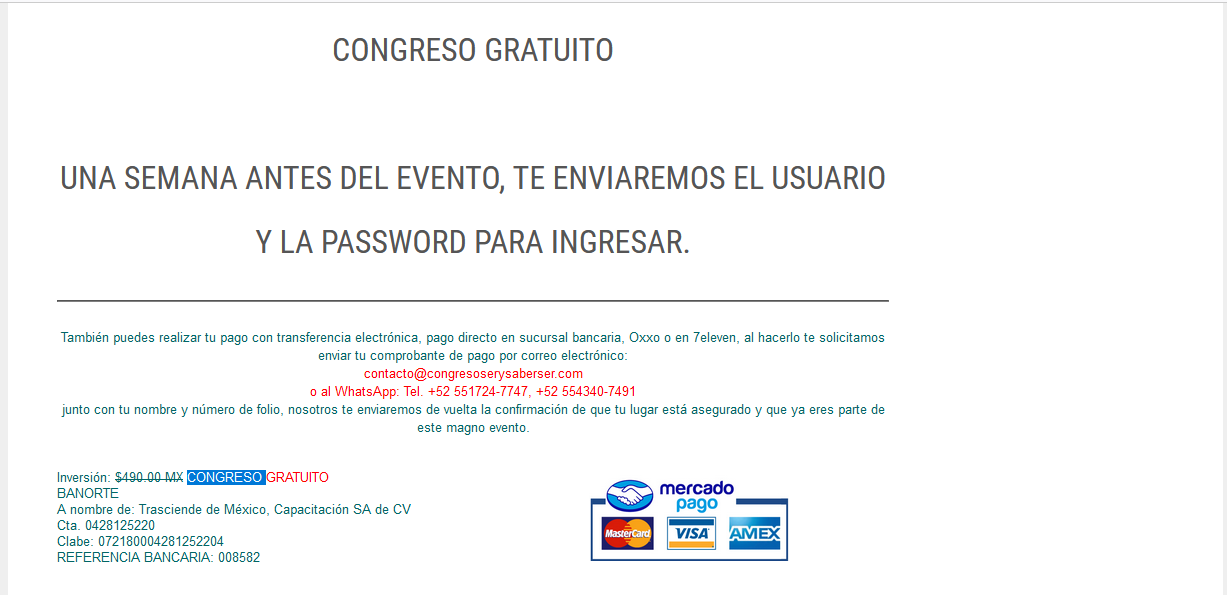 CONGRESO GRATUITO
UNA SEMANA ANTES DEL EVENTO, TE ENVIAREMOS EL USUARIO
Y LA PASSWORD PARA INGRESAR.
También puedes realizar tu pago con transferencia electrónica, pago directo en sucursal bancaria, Oxxo o en 7eleven, al hacerlo te solicitamos
enviar tu comprobante de pago por correo electrónico:
contacto@congresoserysaberser.com
o al WhatsApp: Tel. +52 551724-7747, +52 554340-7491
junto con tu nombre y número de folio, nosotros te enviaremos de vuelta la confirmación de que tu lugar está asegurado y que ya eres parte de
este magno evento.
Inversión: $490.00 MX CONGRESO GRATUITO
BANORTE
A nombre de: Trasciende de México, Capacitación SA de CV
Cta. 0428125220
Clabe: 072180004281252204
REFERENCIA BANCARIA: 008582
mercado
pago
MasterCard VISA AMEX